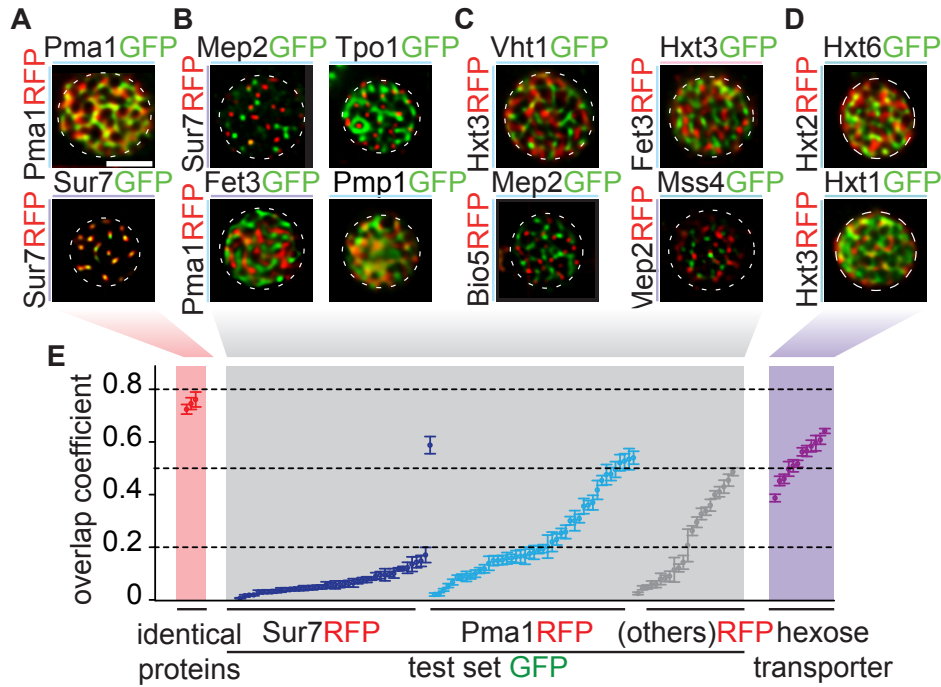 A
B
C
D
Pma1GFP
Mep2GFP
Tpo1GFP
Vht1GFP
Hxt3GFP
Hxt6GFP
Pma1RFP
Sur7RFP
Hxt3RFP
Fet3RFP
Hxt2RFP
Sur7GFP
Fet3GFP
Pmp1GFP
Mep2GFP
Mss4GFP
Hxt1GFP
Sur7RFP
Pma1RFP
Bio5RFP
Mep2RFP
Hxt3RFP
E
overlap coefficient
0.8
0.6
0.4
0.2
0
identical
proteins
Sur7RFP
Pma1RFP
(others)RFP
test set GFP
hexose
transporter